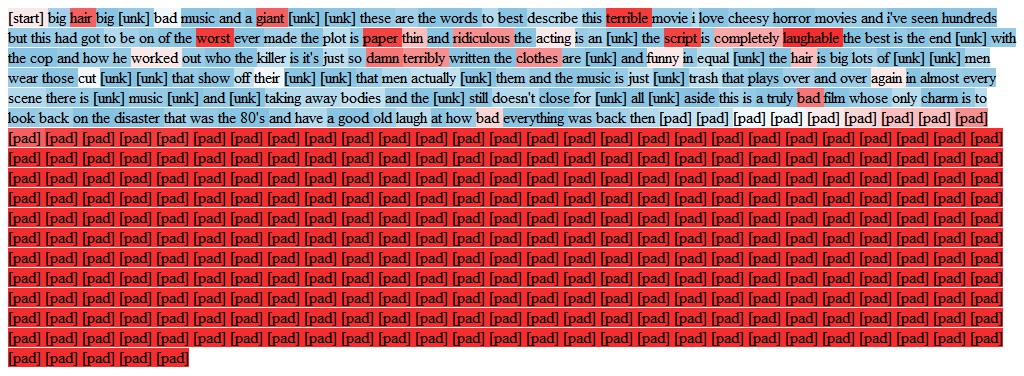 [start] big hair big [unk] bad music and a giant [unk] [unk] these are the words to best describe this terrible movie i love cheesy horror movies and i've seen hundreds
but this had got to be on of the worst ever made the plot is paper thin and ridiculous the acting is an [unk] the script is completely laughable the best is the end [unk] with
the cop and how he worked out who the killer is it's just so damn terribly written the clothes are [unk] and funny in equal [unk] the hair is big lots of [unk] [unk] men
wear those cut [unk] [unk] that show off their [unk] [unk] that men actually [unk] them and the music is just [unk] trash that plays over and over again in almost every
scene there is [unk] music [unk] and [unk] taking away bodies and the [unk] still doesn't close for [unk] all [unk] aside this is a truly bad film whose only charm is to
look back on the disaster that was the 80's and have a good old laugh at how bad everything was back then [pad] [pad] [pad] [pad] [pad] [pad] [pad] [pad] [pad]
[pad] [pad] [pad] [pad] [pad] [pad] [pad] [pad] [pad] [pad] [pad] [pad] [pad] [pad] [pad] [pad] [pad] [pad] [pad] [pad] [pad] [pad] [pad] [pad] [pad] [pad] [pad]
[pad] [pad] [pad] [pad] [pad] [pad] [pad] [pad] [pad] [pad] [pad] [pad] [pad] [pad] [pad] [pad] [pad] [pad] [pad] [pad] [pad] [pad] [pad] [pad] [pad] [pad] [pad]
[pad] [pad] [pad] [pad] [pad] [pad] [pad] [pad] [pad] [pad] [pad] [pad] [pad] [pad] [pad] [pad] [pad] [pad] [pad] [pad] [pad] [pad] [pad] [pad] [pad] [pad] [pad]
[pad] [pad] [pad] [pad] [pad] [pad] [pad] [pad] [pad] [pad] [pad] [pad] [pad] [pad] [pad] [pad] [pad] [pad] [pad] [pad] [pad] [pad] [pad] [pad] [pad] [pad] [pad]
[pad] [pad] [pad] [pad] [pad] [pad] [pad] [pad] [pad] [pad] [pad] [pad] [pad] [pad] [pad] [pad] [pad] [pad] [pad] [pad] [pad] [pad] [pad] [pad] [pad] [pad] [pad]
[pad] [pad] [pad] [pad] [pad] [pad] [pad] [pad] [pad] [pad] [pad] [pad] [pad] [pad] [pad] [pad] [pad] [pad] [pad] [pad] [pad] [pad] [pad] [pad] [pad] [pad] [pad]
[pad] [pad] [pad] [pad] [pad] [pad] [pad] [pad] [pad] [pad] [pad] [pad] [pad] [pad] [pad] [pad] [pad] [pad] [pad] [pad] [pad] [pad] [pad] [pad] [pad] [pad] [pad]
[pad] [pad] [pad] [pad] [pad] [pad] [pad] [pad] [pad] [pad] [pad] [pad] [pad] [pad] [pad] [pad] [pad] [pad] [pad] [pad] [pad] [pad] [pad] [pad] [pad] [pad] [pad]
[pad] [pad] [pad] [pad] [pad] [pad] [pad] [pad] [pad] [pad] [pad] [pad] [pad] [pad] [pad] [pad] [pad] [pad] [pad] [pad] [pad] [pad] [pad] [pad] [pad] [pad] [pad]
[pad] [pad] [pad] [pad] [pad] [pad] [pad] [pad] [pad] [pad] [pad] [pad] [pad] [pad] [pad] [pad] [pad] [pad] [pad] [pad] [pad] [pad] [pad] [pad] [pad] [pad] [pad]
[pad] [pad] [pad] [pad] [pad] [pad] [pad] [pad] [pad] [pad] [pad] [pad] [pad] [pad] [pad] [pad] [pad] [pad] [pad] [pad] [pad] [pad] [pad] [pad] [pad] [pad] [pad]
[pad] [pad] [pad] [pad] [pad]